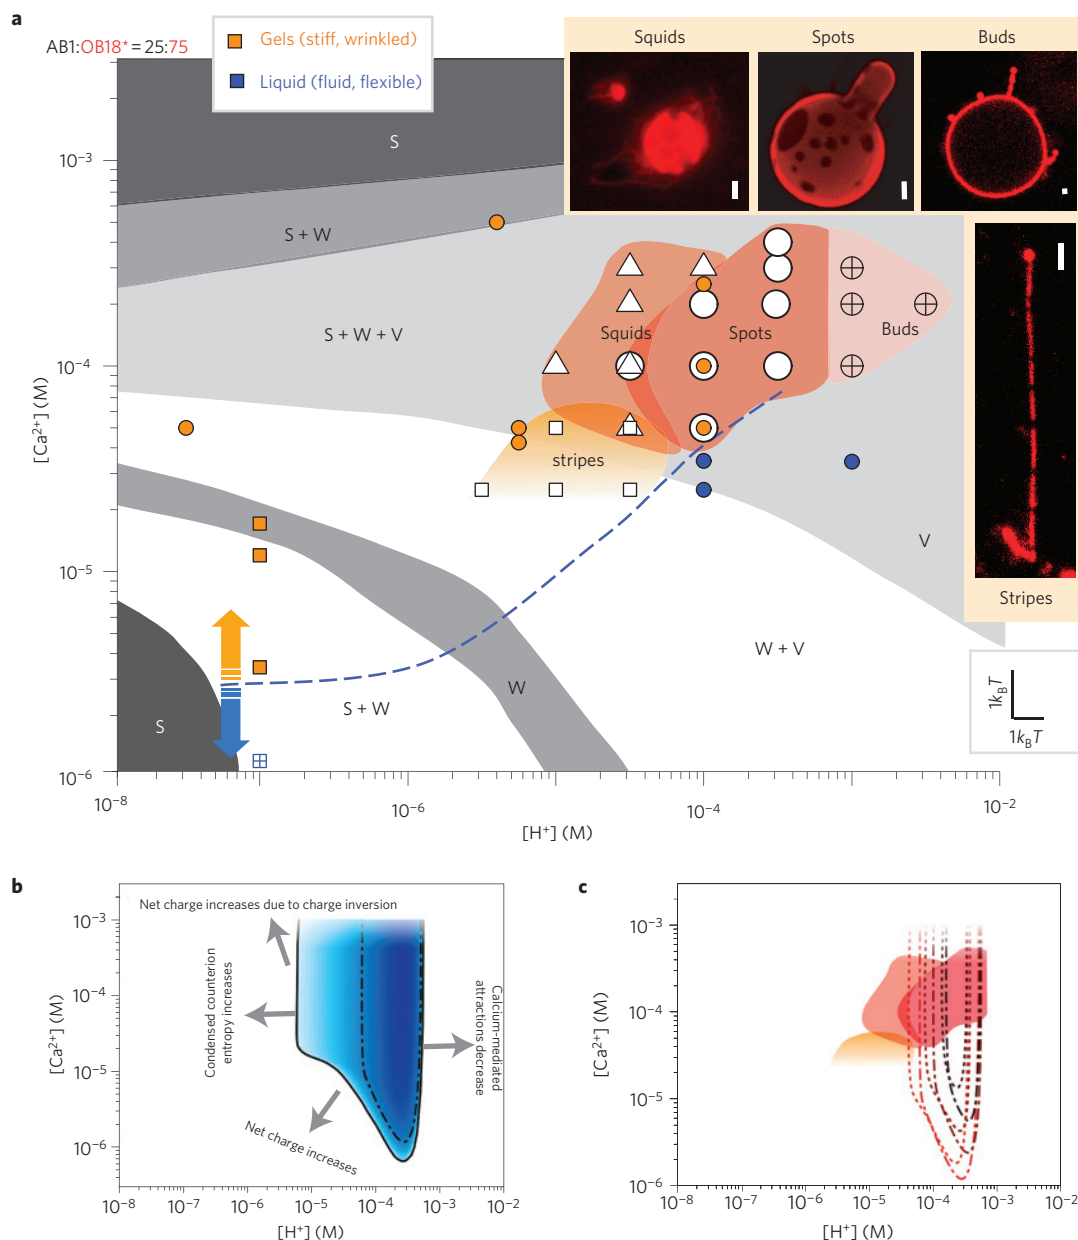 a
AB1:OB18* = 25:75
Gels (stiff, wrinkled)
Liquid (fluid, flexible)
Squids
Spots
Buds
S
S + W
S + W + V
Squids
Spots
Buds
stripes
V
W + V
W
S + W
S
Stripes
1kBT
1kBT
10⁻³
10⁻⁴
10⁻⁵
10⁻⁶
[Ca²⁺] (M)
10⁻⁸
10⁻⁶
10⁻⁴
10⁻²
[H⁺] (M)
b
Net charge increases due to charge inversion
Condensed counterion
entropy increases
Calcium-mediated
attractions decrease
Net charge increases
10⁻³
10⁻⁴
10⁻⁵
10⁻⁶
[Ca²⁺] (M)
10⁻⁸
10⁻⁷
10⁻⁶
10⁻⁵
10⁻⁴
10⁻³
10⁻²
[H⁺] (M)
c
10⁻³
10⁻⁴
10⁻⁵
10⁻⁶
[Ca²⁺] (M)
10⁻⁸
10⁻⁷
10⁻⁶
10⁻⁵
10⁻⁴
10⁻³
10⁻²
[H⁺] (M)